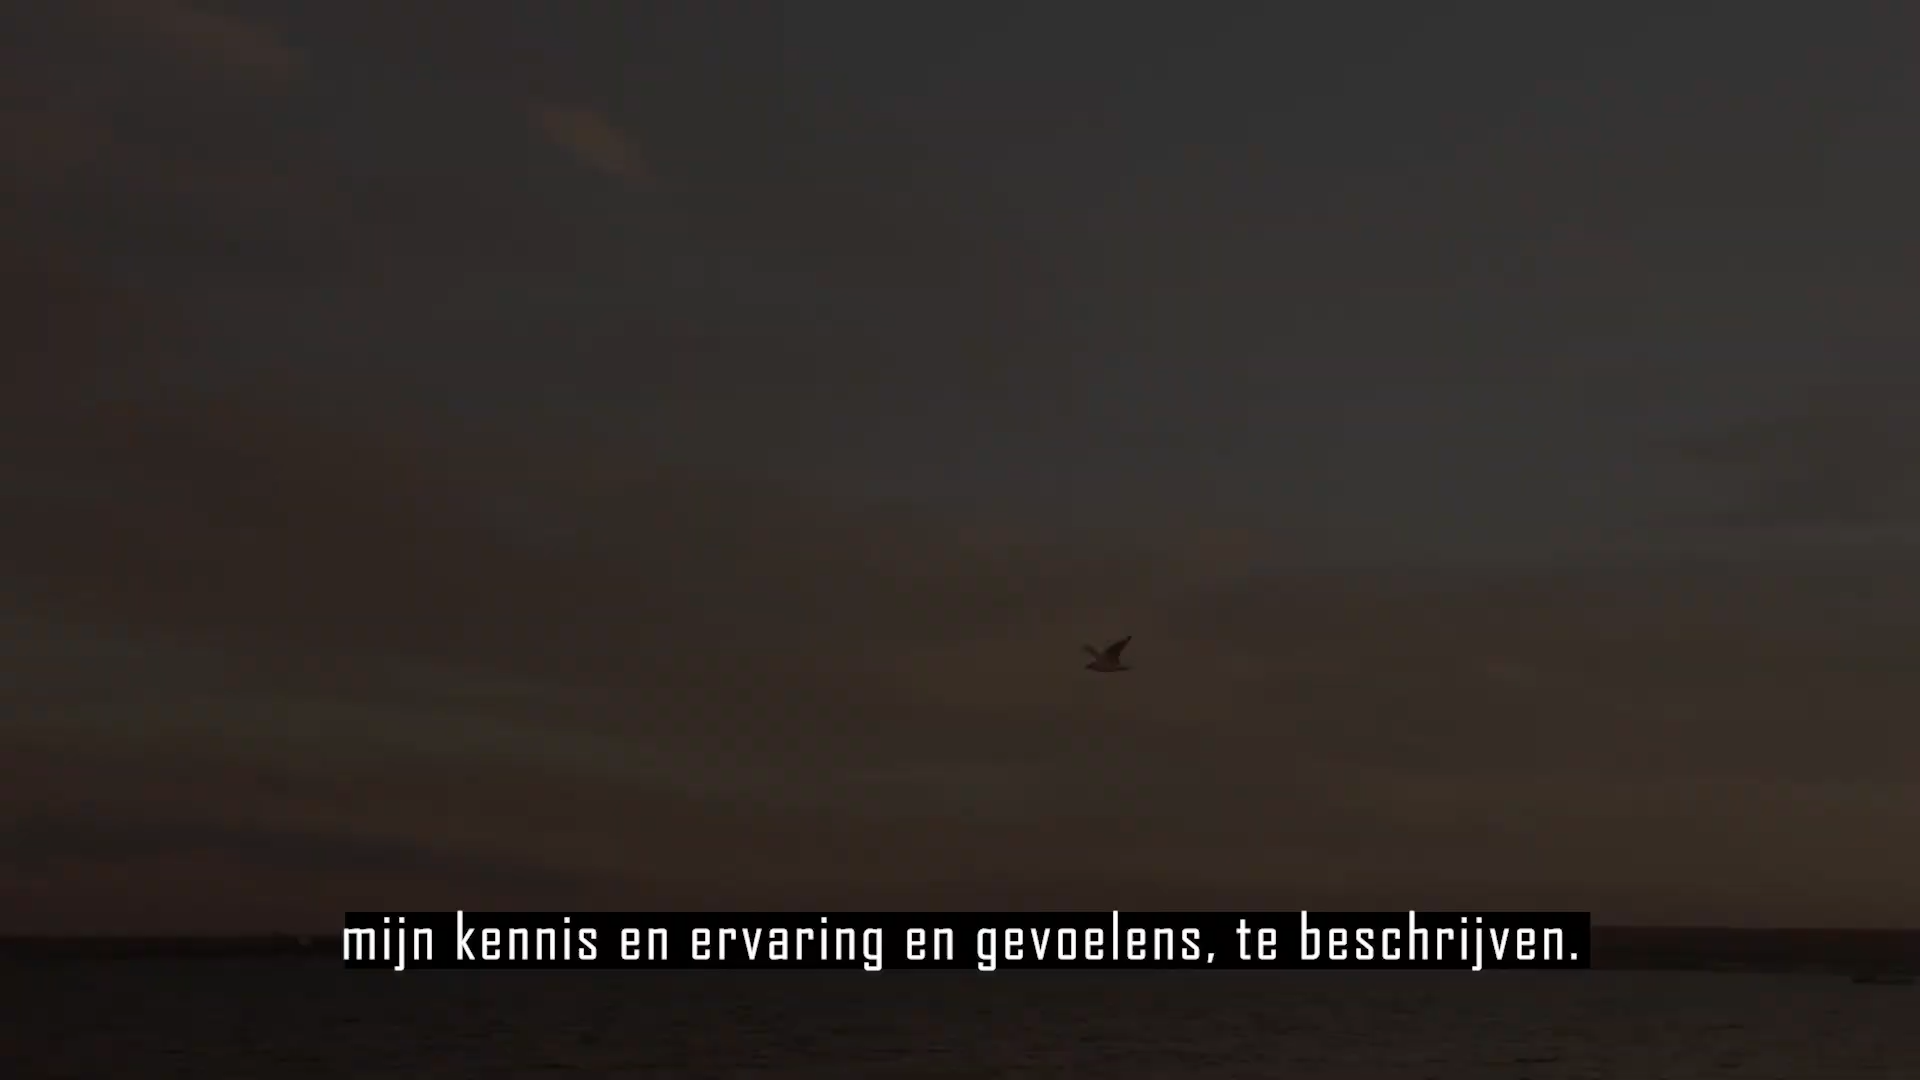 mijn kennis en ervaring en gevoelens, te beschrijven.